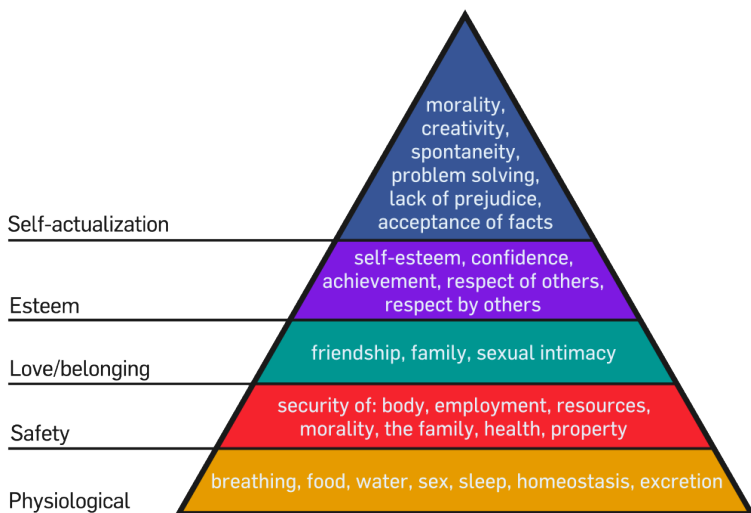 morality,
creativity,
spontaneity,
problem solving,
lack of prejudice,
acceptance of facts
Self-actualization
self-esteem, confidence,
achievement, respect of others,
respect by others
Esteem
friendship, family, sexual intimacy
Love/belonging
security of: body, employment, resources,
morality, the family, health, property
Safety
breathing, food, water, sex, sleep, homeostasis, excretion
Physiological